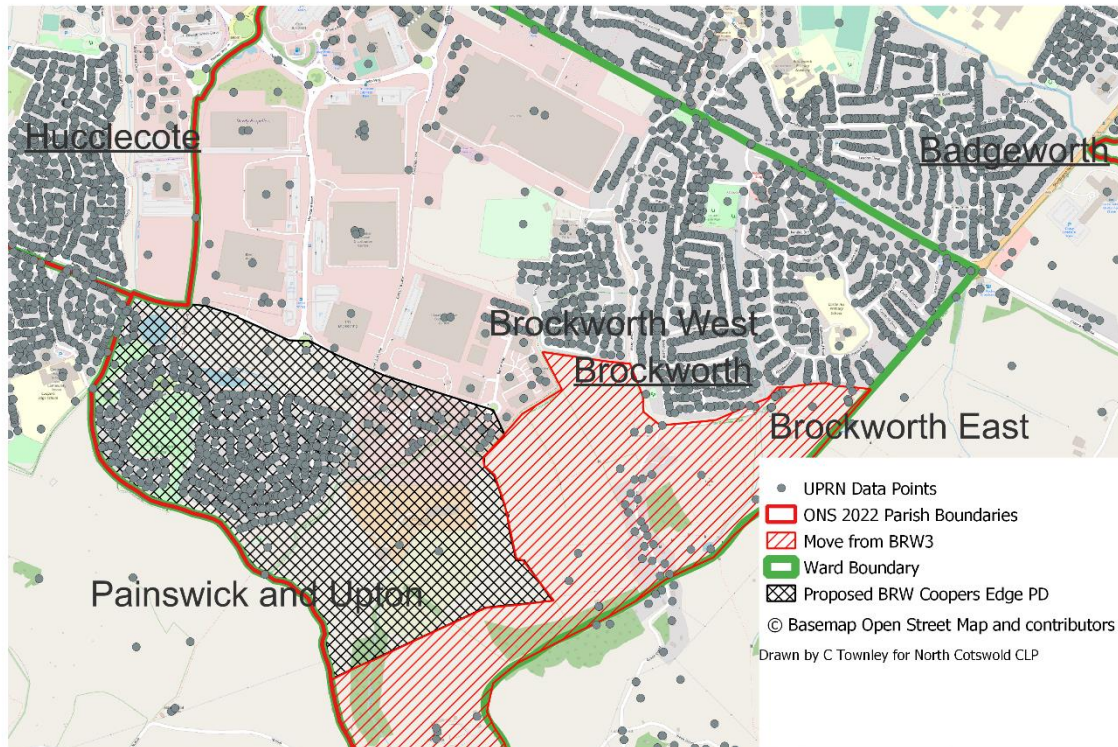 Hucclecote
Badgeworth
Brockworth West
Brockworth
Brockworth East
Painswick and Upton
UPRN Data Points
ONS 2022 Parish Boundaries
Move from BRW3
Ward Boundary
Proposed BRW Coopers Edge PD
© Basemap Open Street Map and contributors
Drawn by C Townley for North Cotswold CLP